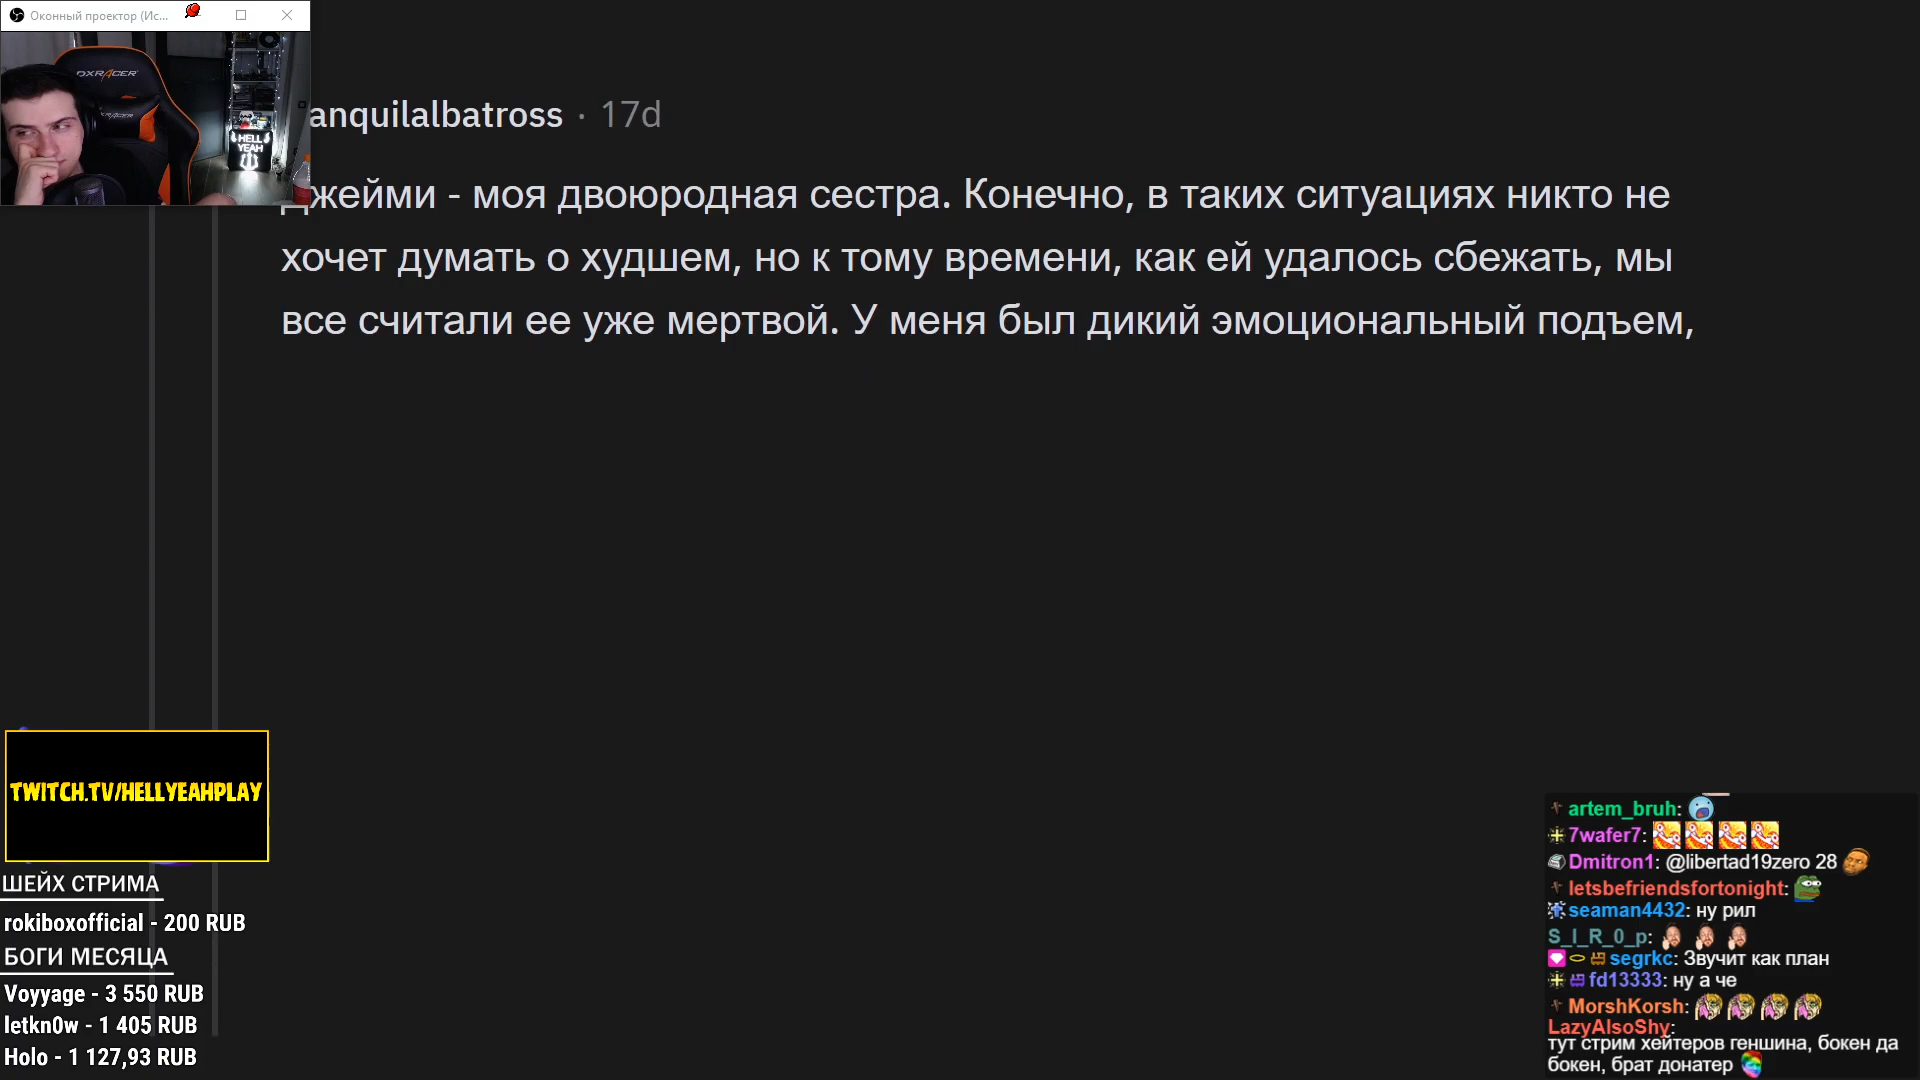 Оконный проектор (Ис...
DXRACER
HELL
YEAH
anquilalbatross · 17d
Джейми - моя двоюродная сестра. Конечно, в таких ситуациях никто не
хочет думать о худшем, но к тому времени, как ей удалось сбежать, мы
все считали ее уже мертвой. У меня был дикий эмоциональный подъем,
TWITCH.TV/HELLYEAHPLAY
ШЕЙХ СТРИМА
rokiboxofficial - 200 RUB
БОГИ МЕСЯЦА
Voyyage - 3 550 RUB
letkn0w - 1 405 RUB
Holo - 1 127,93 RUB
artem_bruh:
7wafer7:
Dmitron1: @libertad19zero 28
letsbefriendsfortonight:
seaman4432: ну рил
S_I_R_0_p:
segrkc: Звучит как план
fd13333: ну а че
MorshKorsh:
LazyAlsoShy:
тут стрим хейтеров геншина, бокен да
бокен, брат донатер